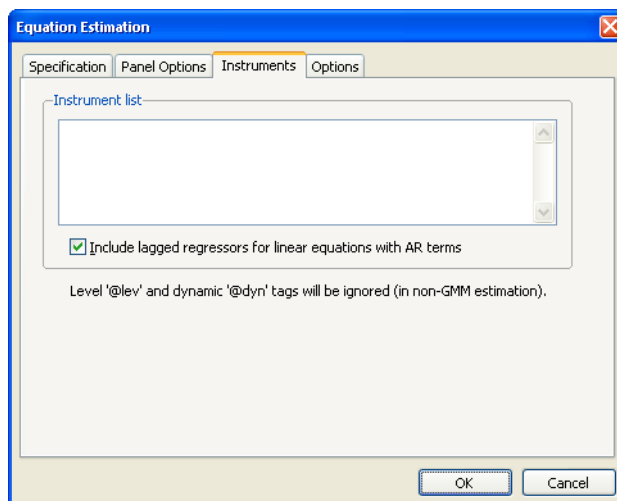 Equation Estimation
Specification Panel Options Instruments Options
Instrument list
Include lagged regressors for linear equations with AR terms
Level '@lev' and dynamic '@dyn' tags will be ignored (in non-GMM estimation).
OK Cancel